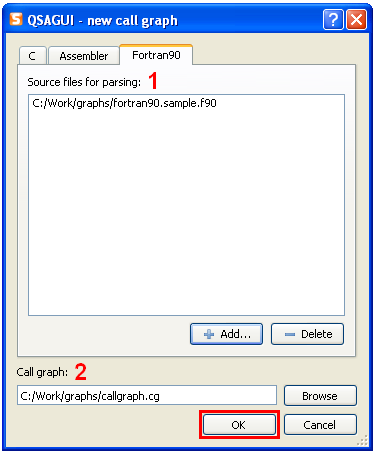 S QSAGUI - new call graph ?
C Assembler Fortran90
Source files for parsing: 1
C:/Work/graphs/fortran90.sample.f90
Add... Delete
Call graph: 2
C:/Work/graphs/callgraph.cg Browse
OK Cancel